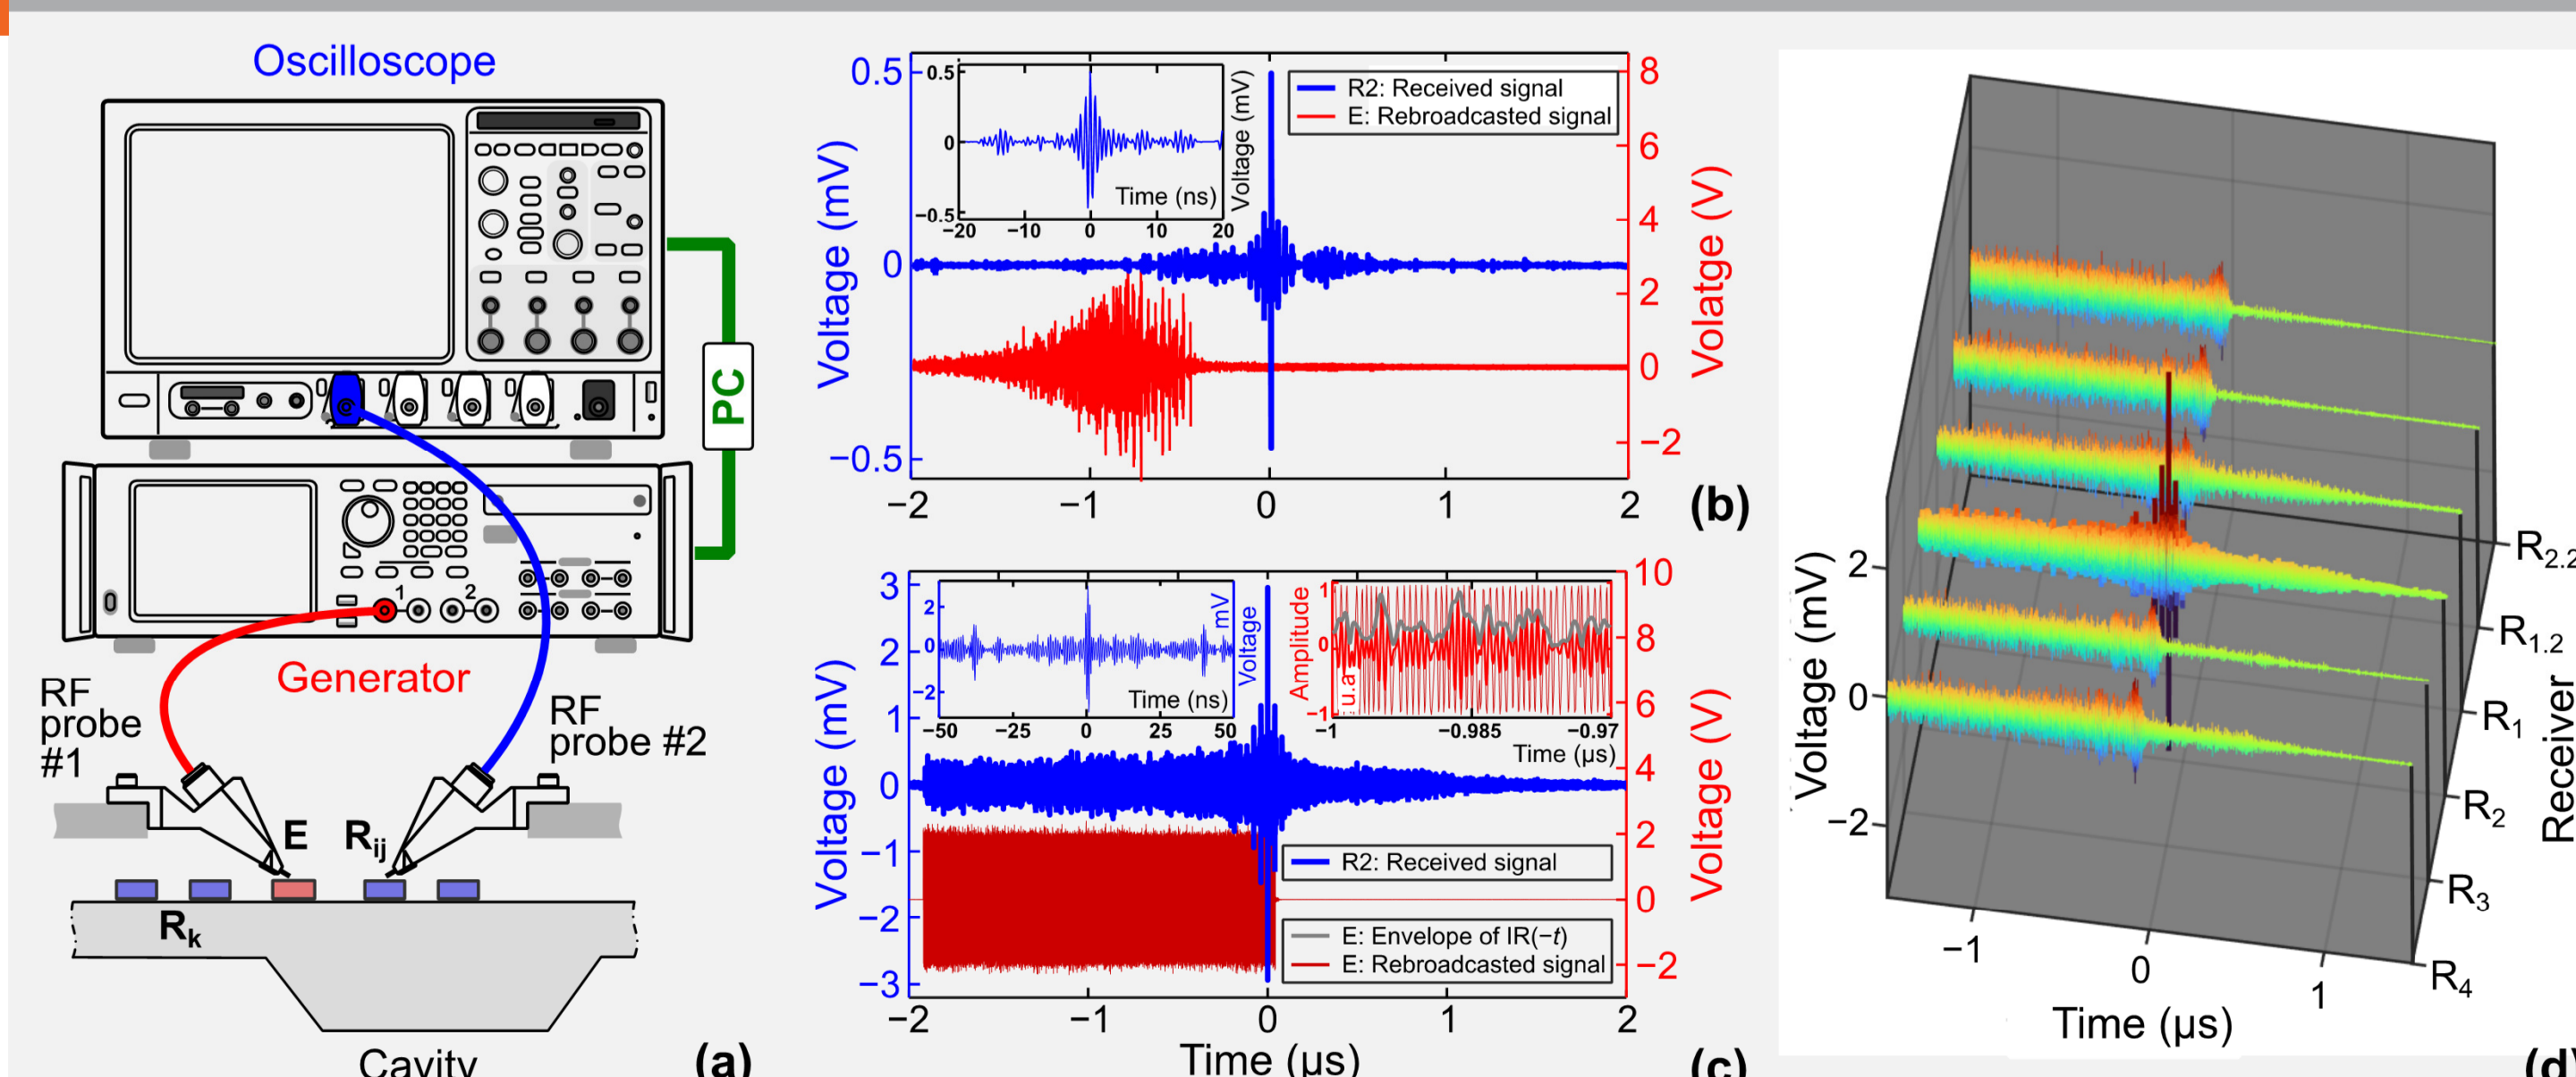 Oscilloscope
PC
1
2
Generator
RF
probe
#1
RF
probe #2
E
Rij
Rk
Cavity
(a)
Voltage (mV)
0.5
0
−0.5
0.5
0
−0.5
−20
−10
0
10
20
Time (ns)
Voltage (mV)
R2: Received signal
E: Rebroadcasted signal
8
6
4
2
0
−2
Volatge (V)
−2
−1
0
1
2
(b)
Voltage (mV)
3
2
1
0
−1
−2
−3
2
0
−2
−50
−25
0
25
50
Time (ns)
Voltage mV
Amplitude
u.a
1
0
−1
−1
−0.985
−0.97
Time (µs)
R2: Received signal
E: Envelope of IR(−t)
E: Rebroadcasted signal
10
8
6
4
2
0
−2
Voltage (V)
−2
−1
0
1
2
Time (µs)
(c)
Voltage (mV)
2
0
−2
−1
0
1
Time (µs)
R2.2
R1.2
R1
R2
R3
R4
Receiver
(d)